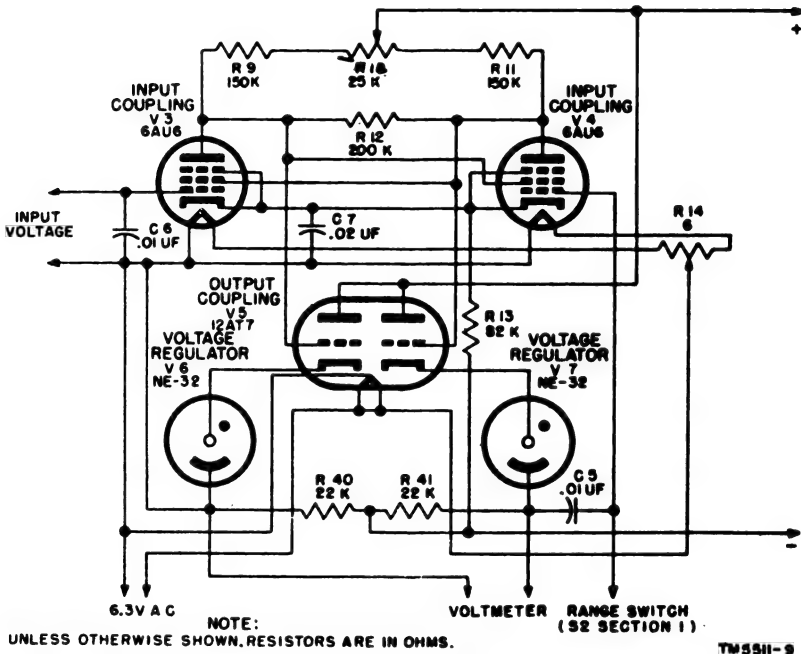 +
R 9
150K
R 18
25 K
R 11
150K
INPUT
COUPLING
V 3
6AU6
INPUT
COUPLING
V 4
6AU6
R 12
200 K
R 14
6
INPUT
VOLTAGE
C 6
.01 UF
C 7
.02 UF
OUTPUT
COUPLING
V 5
12AT7
R 13
82 K
VOLTAGE
REGULATOR
V 6
NE-32
VOLTAGE
REGULATOR
V 7
NE-32
R 40
22 K
R 41
22 K
C 5
.01 UF
-
6.3V AC
VOLTMETER
RANGE SWITCH
(S2 SECTION 1)
NOTE:
UNLESS OTHERWISE SHOWN, RESISTORS ARE IN OHMS.
TM5511-9